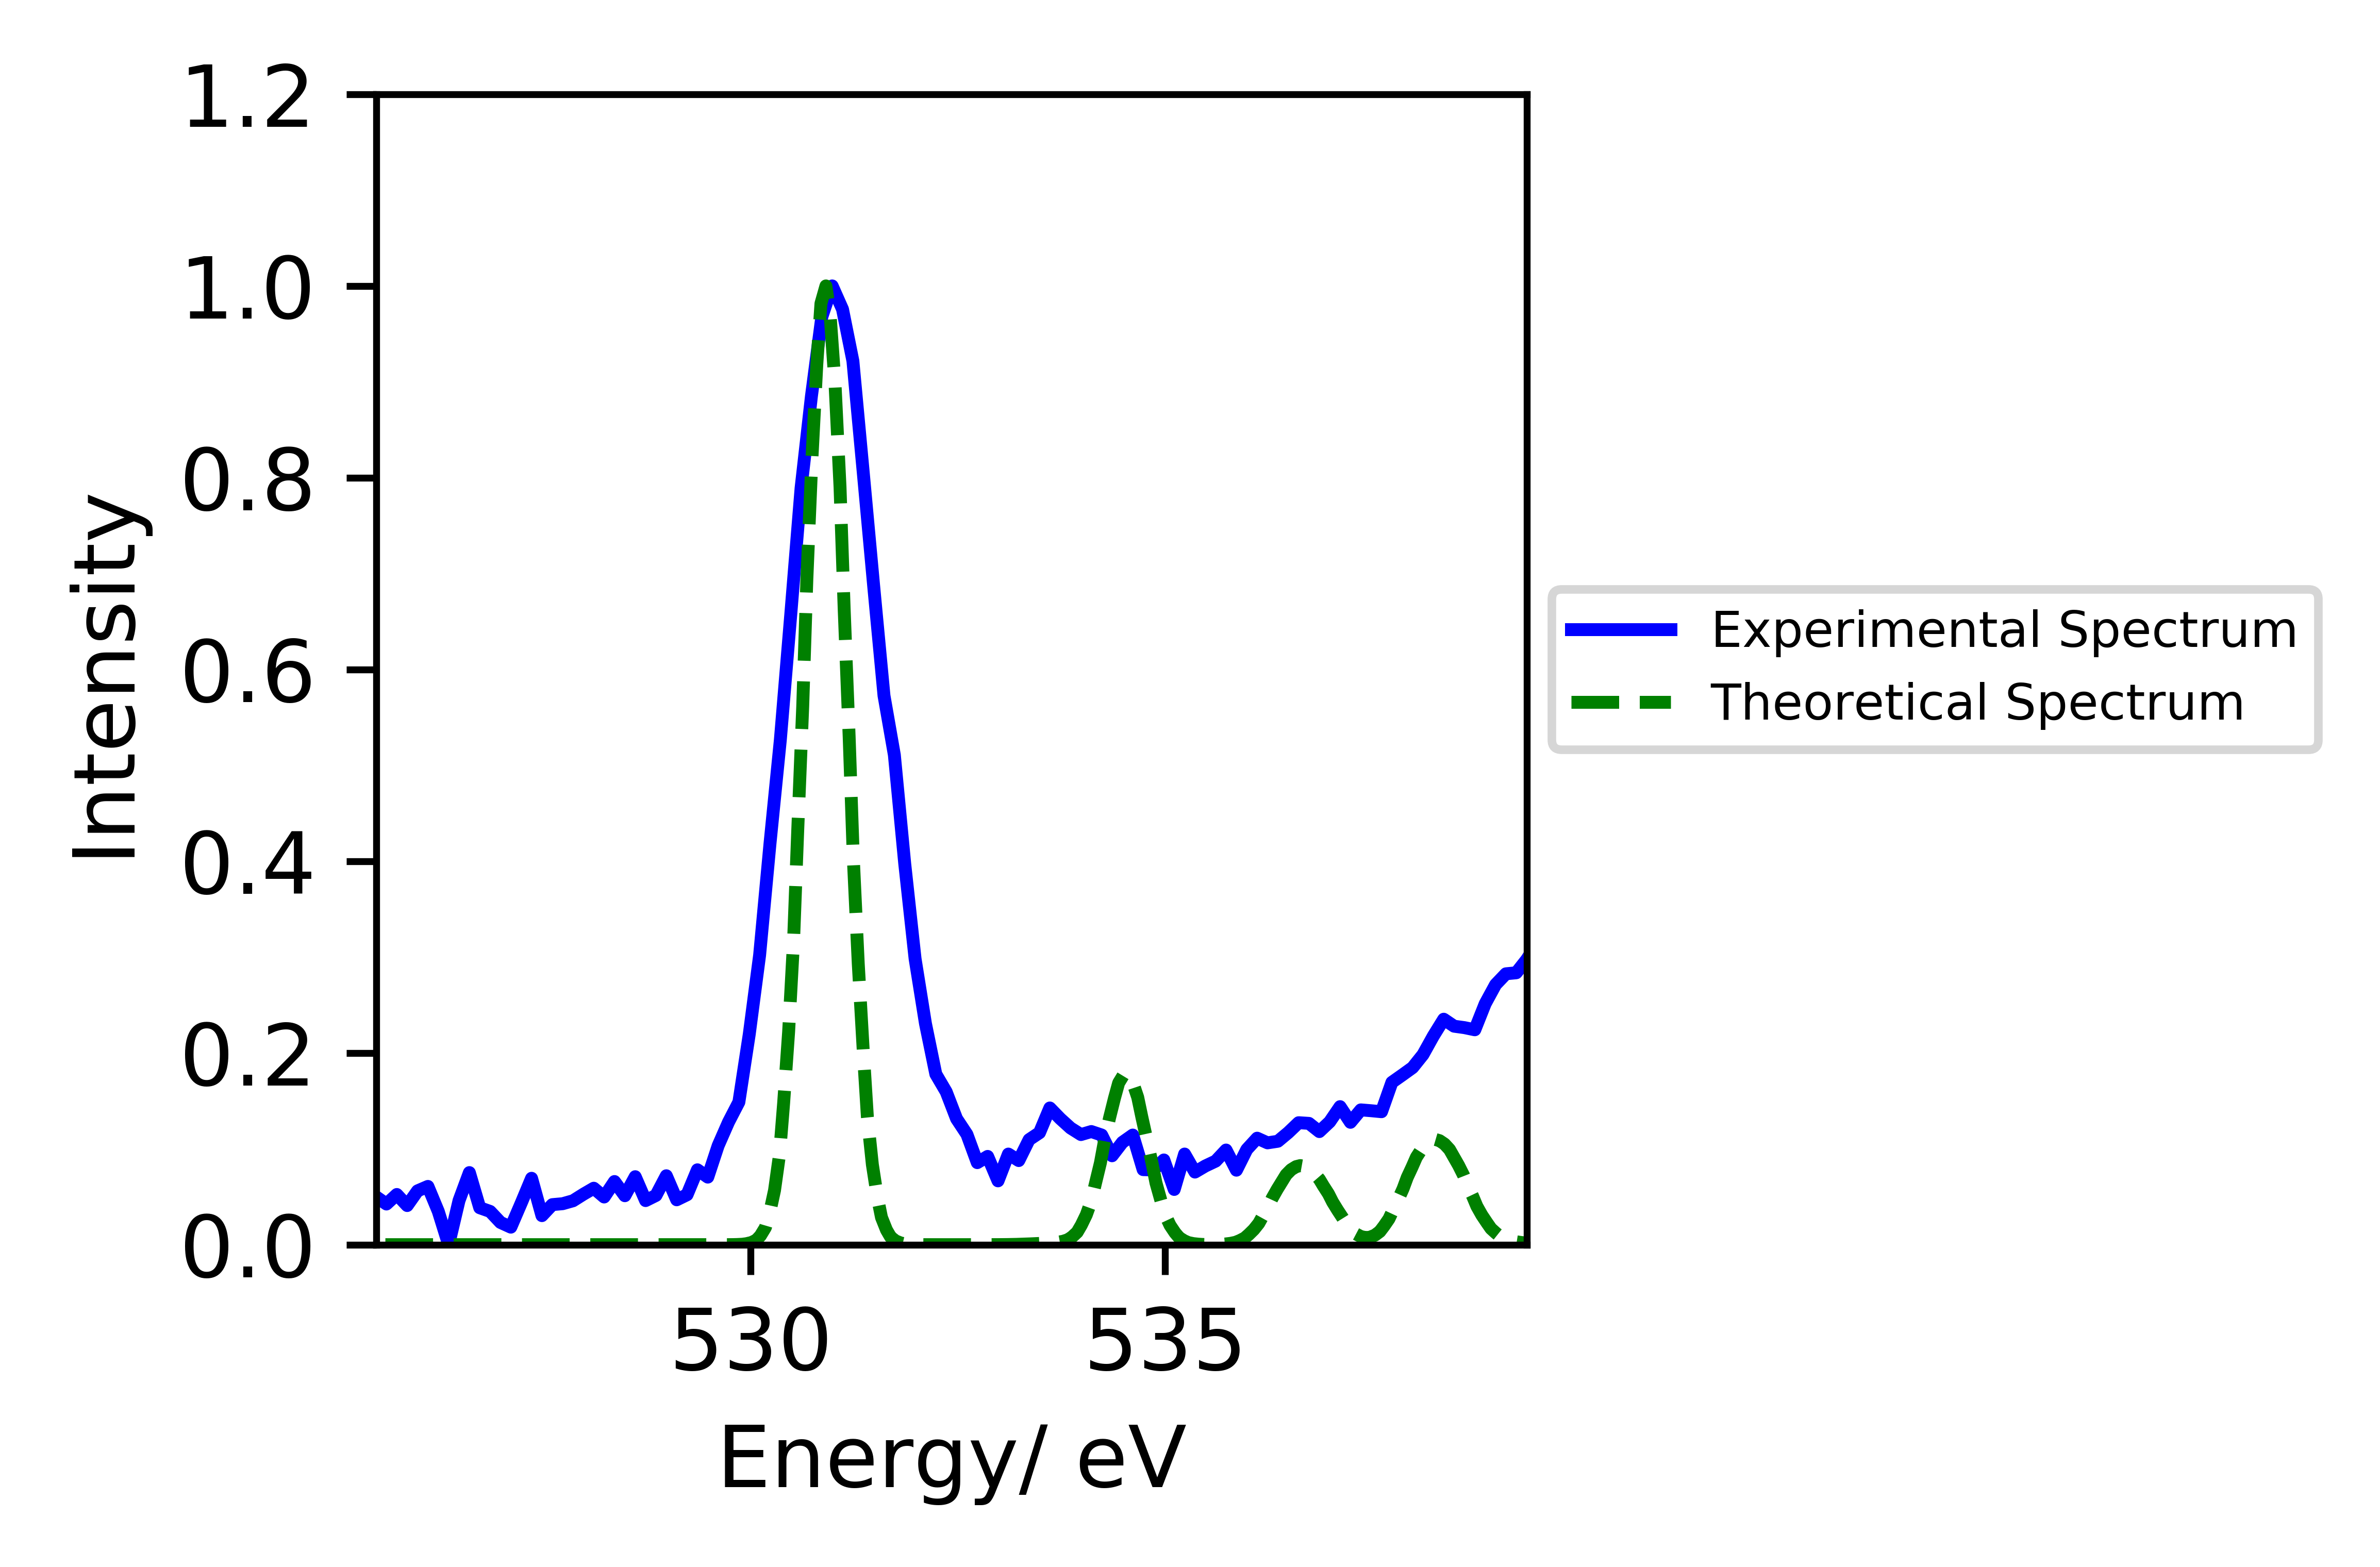 1.2
1.0
0.8
0.6
0.4
0.2
0.0
Intensity
530
535
Energy/ eV
Experimental Spectrum
Theoretical Spectrum